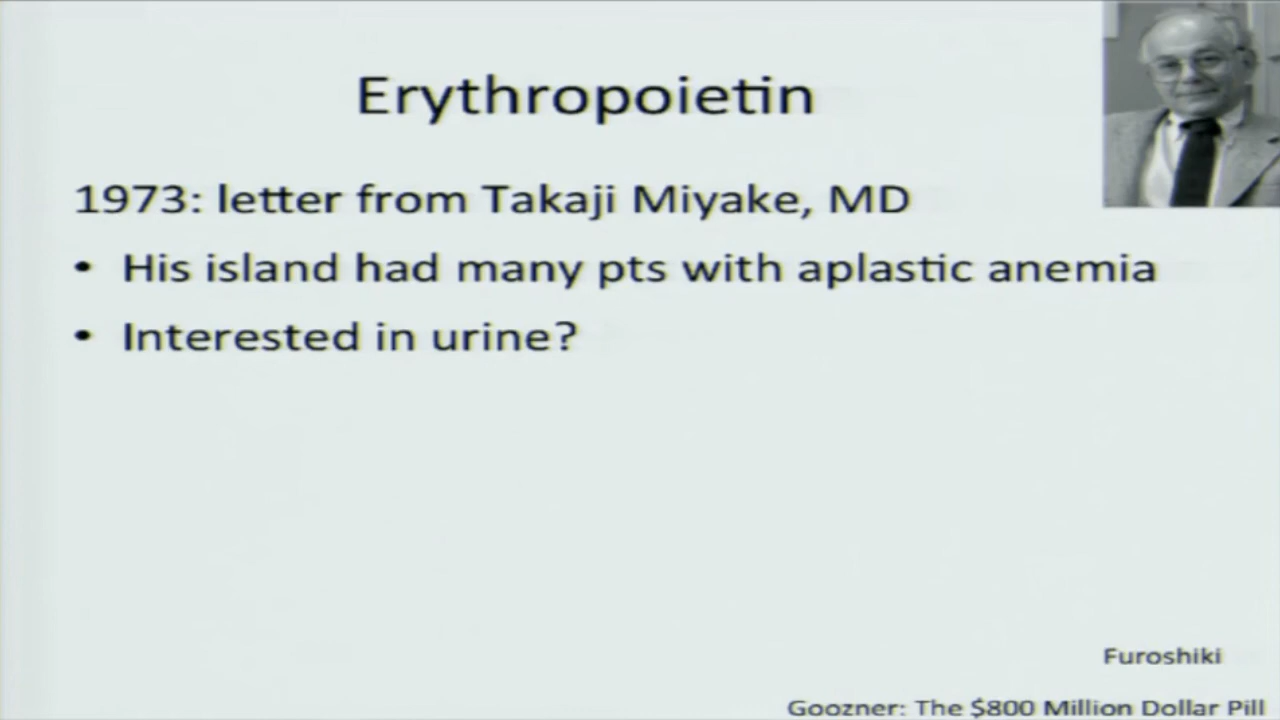 Erythropoietin
1973: letter from Takaji Miyake, MD
• His island had many pts with aplastic anemia
• Interested in urine?
Furoshiki
Goozner: The $800 Million Dollar Pill